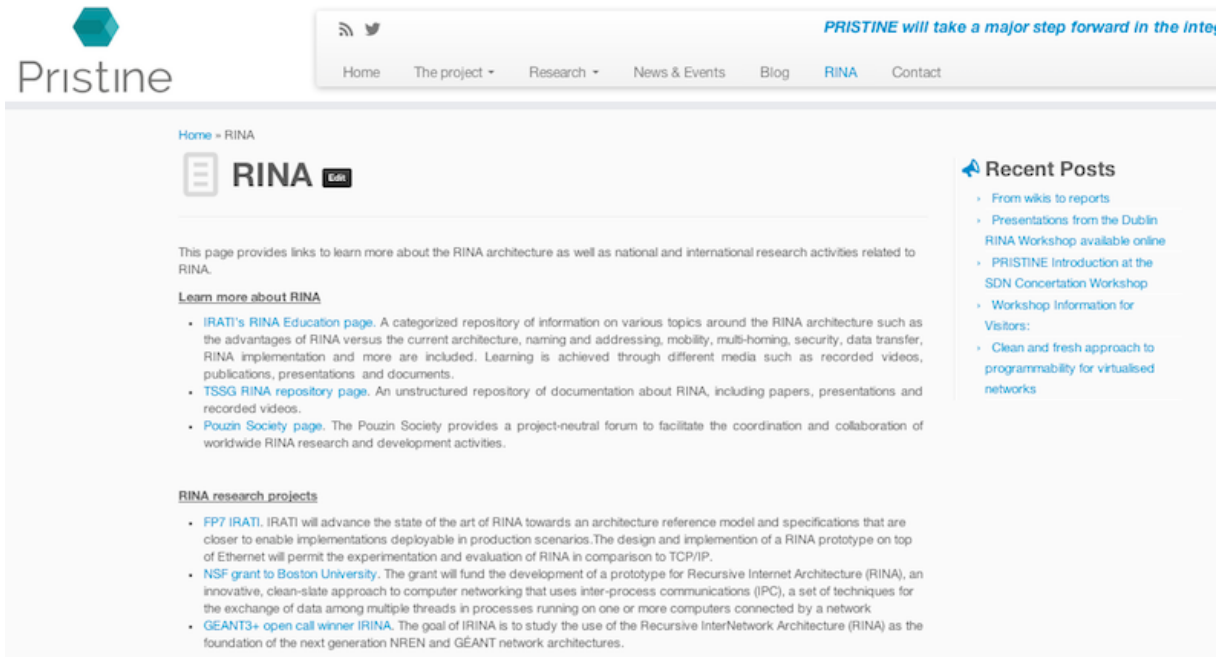 Pristine
PRISTINE will take a major step forward in the integ
Home The project Research News & Events Blog RINA Contact
Home » RINA
RINA Edit
This page provides links to learn more about the RINA architecture as well as national and international research activities related to
RINA.
Learn more about RINA
IRATI's RINA Education page. A categorized repository of information on various topics around the RINA architecture such as
the advantages of RINA versus the current architecture, naming and addressing, mobility, multi-homing, security, data transfer,
RINA implementation and more are included. Learning is achieved through different media such as recorded videos,
publications, presentations and documents.
TSSG RINA repository page. An unstructured repository of documentation about RINA, including papers, presentations and
recorded videos.
Pouzin Society page. The Pouzin Society provides a project-neutral forum to facilitate the coordination and collaboration of
worldwide RINA research and development activities.
RINA research projects
FP7 IRATI. IRATI will advance the state of the art of RINA towards an architecture reference model and specifications that are
closer to enable implementations deployable in production scenarios.The design and implemention of a RINA prototype on top
of Ethernet will permit the experimentation and evaluation of RINA in comparison to TCP/IP.
NSF grant to Boston University. The grant will fund the development of a prototype for Recursive Internet Architecture (RINA), an
innovative, clean-slate approach to computer networking that uses inter-process communications (IPC), a set of techniques for
the exchange of data among multiple threads in processes running on one or more computers connected by a network
GEANT3+ open call winner IRINA. The goal of IRINA is to study the use of the Recursive InterNetwork Architecture (RINA) as the
foundation of the next generation NREN and GÉANT network architectures.
Recent Posts
From wikis to reports
Presentations from the Dublin
RINA Workshop available online
PRISTINE Introduction at the
SDN Concertation Workshop
Workshop Information for
Visitors:
Clean and fresh approach to
programmability for virtualised
networks